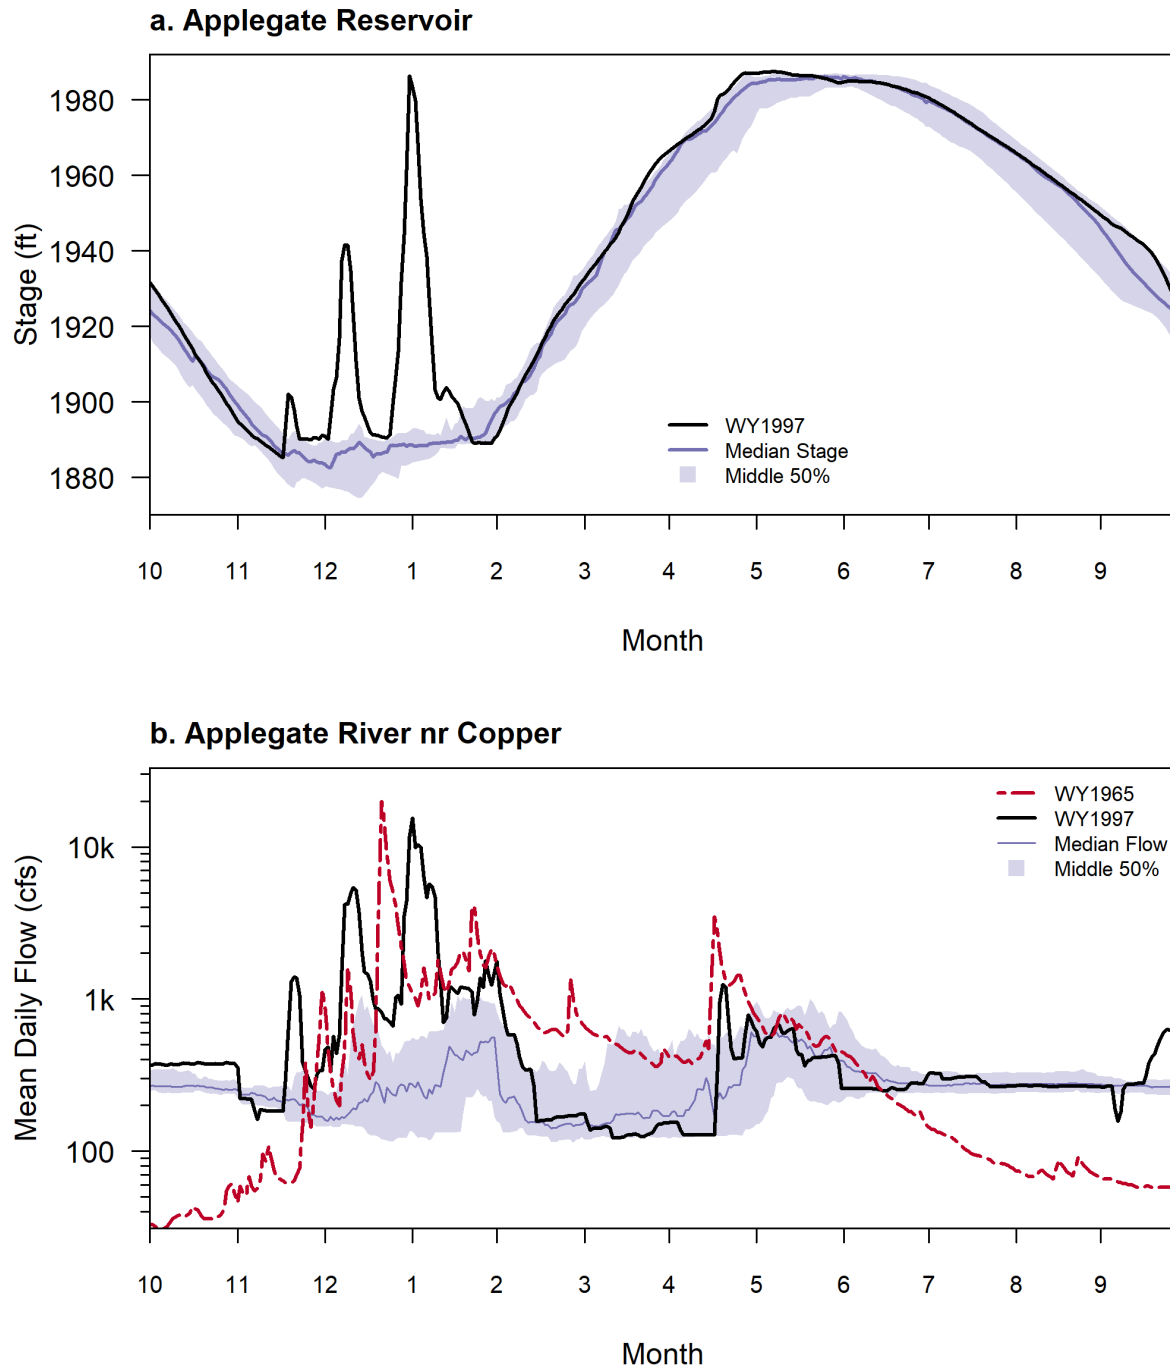 a. Applegate Reservoir
Stage (ft)
1980
1960
1940
1920
1900
1880
WY1997
Median Stage
Middle 50%
10 11 12 1 2 3 4 5 6 7 8 9
Month
b. Applegate River nr Copper
Mean Daily Flow (cfs)
10k
1k
100
WY1965
WY1997
Median Flow
Middle 50%
10 11 12 1 2 3 4 5 6 7 8 9
Month